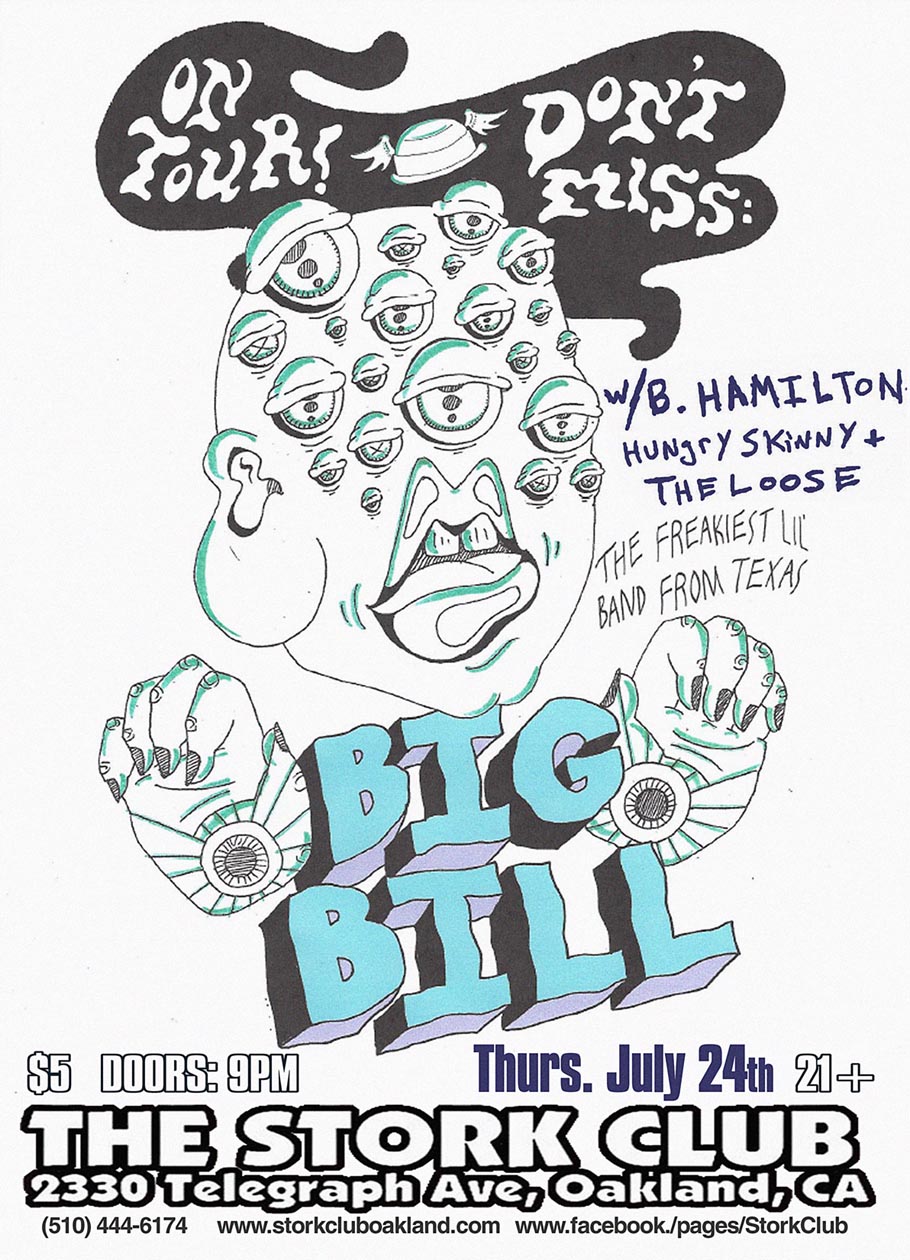 ON
TOUR!
DON'T
MISS:
w/B. HAMILTON
HUNgrY SKiNNY +
THE LOOSE
THE FREAKIEST LIL'
BAND FROM TEXAS
BIG
BILL
$5 DOORS: 9PM Thurs. July 24th 21+
THE STORK CLUB
2330 Telegraph Ave, Oakland, CA
(510) 444-6174 www.storkcluboakland.com www.facebook./pages/StorkClub